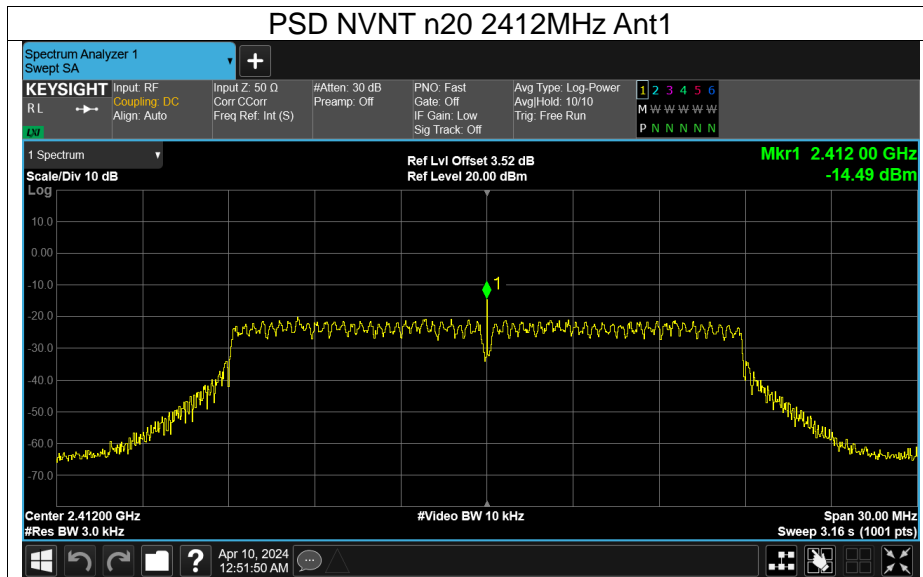 PSD NVNT n20 2412MHz Ant1
Spectrum Analyzer 1
Swept SA
+
KEYSIGHT
RL
LXI
Input: RF
Coupling: DC
Align: Auto
Input Z: 50 Ω
Corr CCorr
Freq Ref: Int (S)
#Atten: 30 dB
Preamp: Off
PNO: Fast
Gate: Off
IF Gain: Low
Sig Track: Off
Avg Type: Log-Power
Avg|Hold: 10/10
Trig: Free Run
1 2 3 4 5 6
M W W W W W
P N N N N N
1 Spectrum
Scale/Div 10 dB
Log
Ref Lvl Offset 3.52 dB
Ref Level 20.00 dBm
Mkr1 2.412 00 GHz
-14.49 dBm
10.0
0.00
-10.0
-20.0
-30.0
-40.0
-50.0
-60.0
-70.0
1
Center 2.41200 GHz
#Res BW 3.0 kHz
#Video BW 10 kHz
Span 30.00 MHz
Sweep 3.16 s (1001 pts)
?
Apr 10, 2024
12:51:50 AM